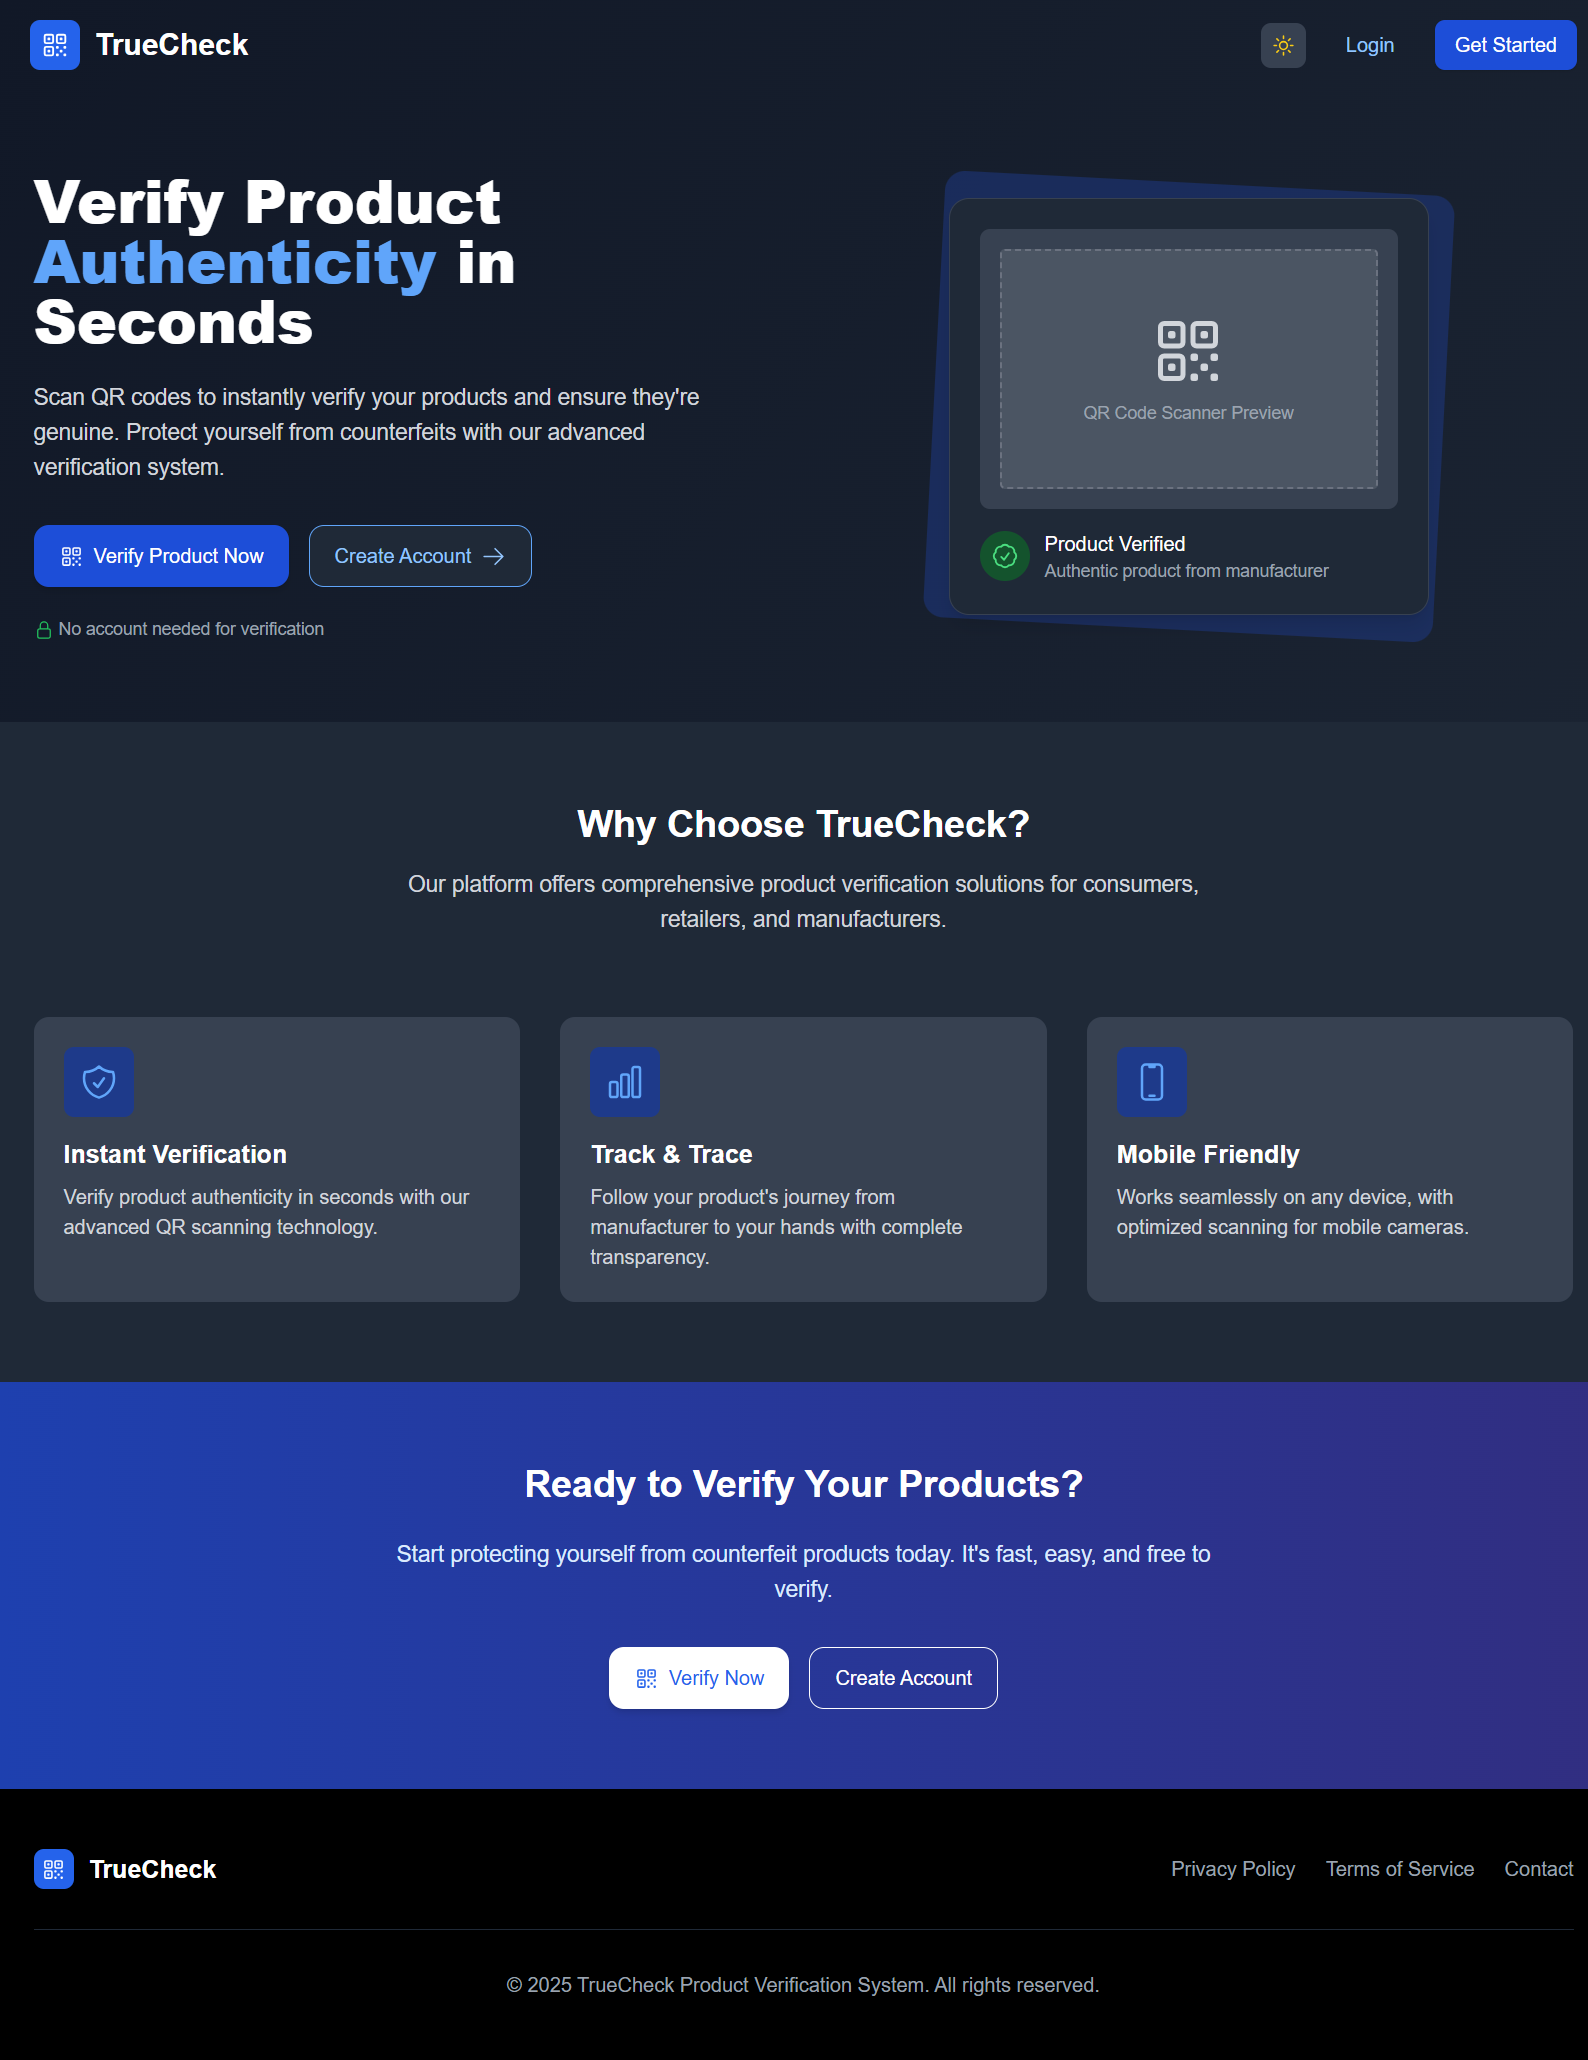 TrueCheck
Login
Get Started
Verify Product
Authenticity in
Seconds
Scan QR codes to instantly verify your products and ensure they're
genuine. Protect yourself from counterfeits with our advanced
verification system.
Verify Product Now
Create Account
No account needed for verification
QR Code Scanner Preview
Product Verified
Authentic product from manufacturer
Why Choose TrueCheck?
Our platform offers comprehensive product verification solutions for consumers,
retailers, and manufacturers.
Instant Verification
Verify product authenticity in seconds with our
advanced QR scanning technology.
Track & Trace
Follow your product's journey from
manufacturer to your hands with complete
transparency.
Mobile Friendly
Works seamlessly on any device, with
optimized scanning for mobile cameras.
Ready to Verify Your Products?
Start protecting yourself from counterfeit products today. It's fast, easy, and free to
verify.
Verify Now
Create Account
TrueCheck
Privacy Policy
Terms of Service
Contact
© 2025 TrueCheck Product Verification System. All rights reserved.